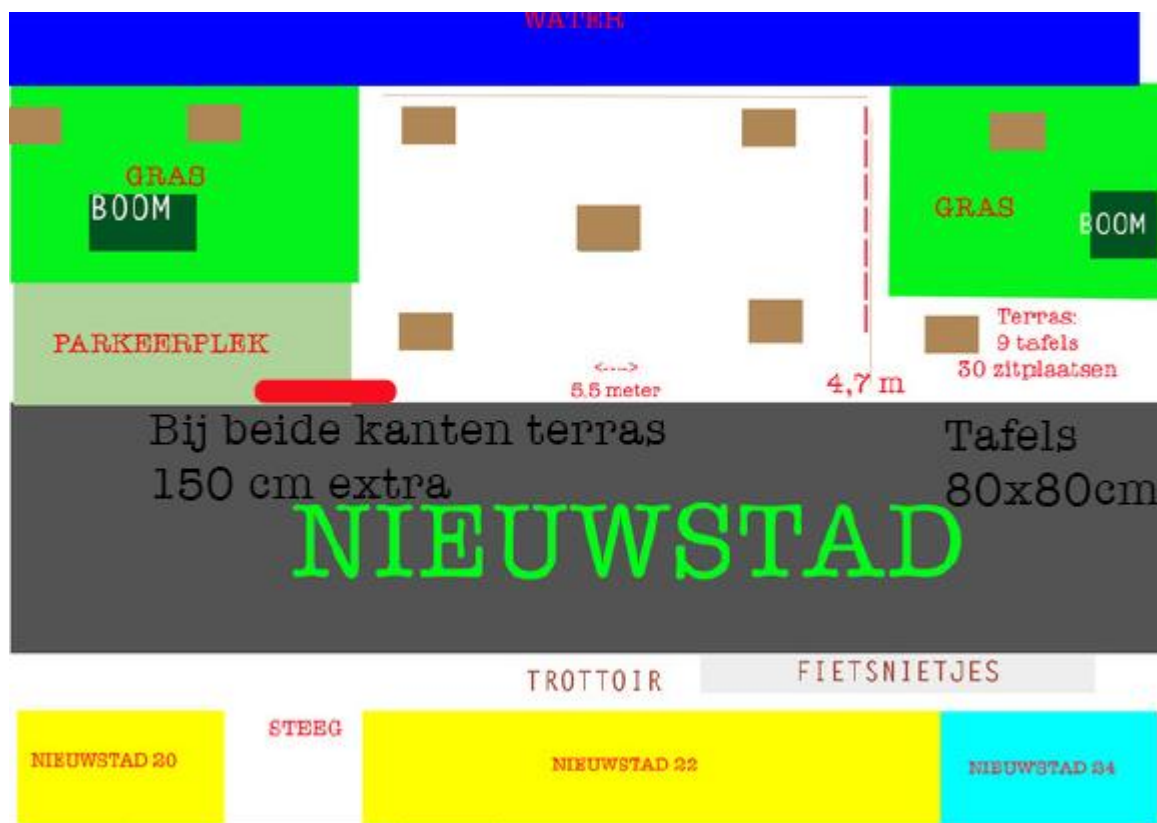 WATER
GRAS
BOOM
GRAS
BOOM
PARKEERPLEK
Terras:
9 tafels
30 zitplaatsen
<---->
5,5 meter
4,7 m
Bij beide kanten terras
150 cm extra
Tafels
80x80cm
NIEUWSTAD
TROTTOIR
FIETSNIETJES
STEEG
NIEUWSTAD 20
NIEUWSTAD 22
NIEUWSTAD 24